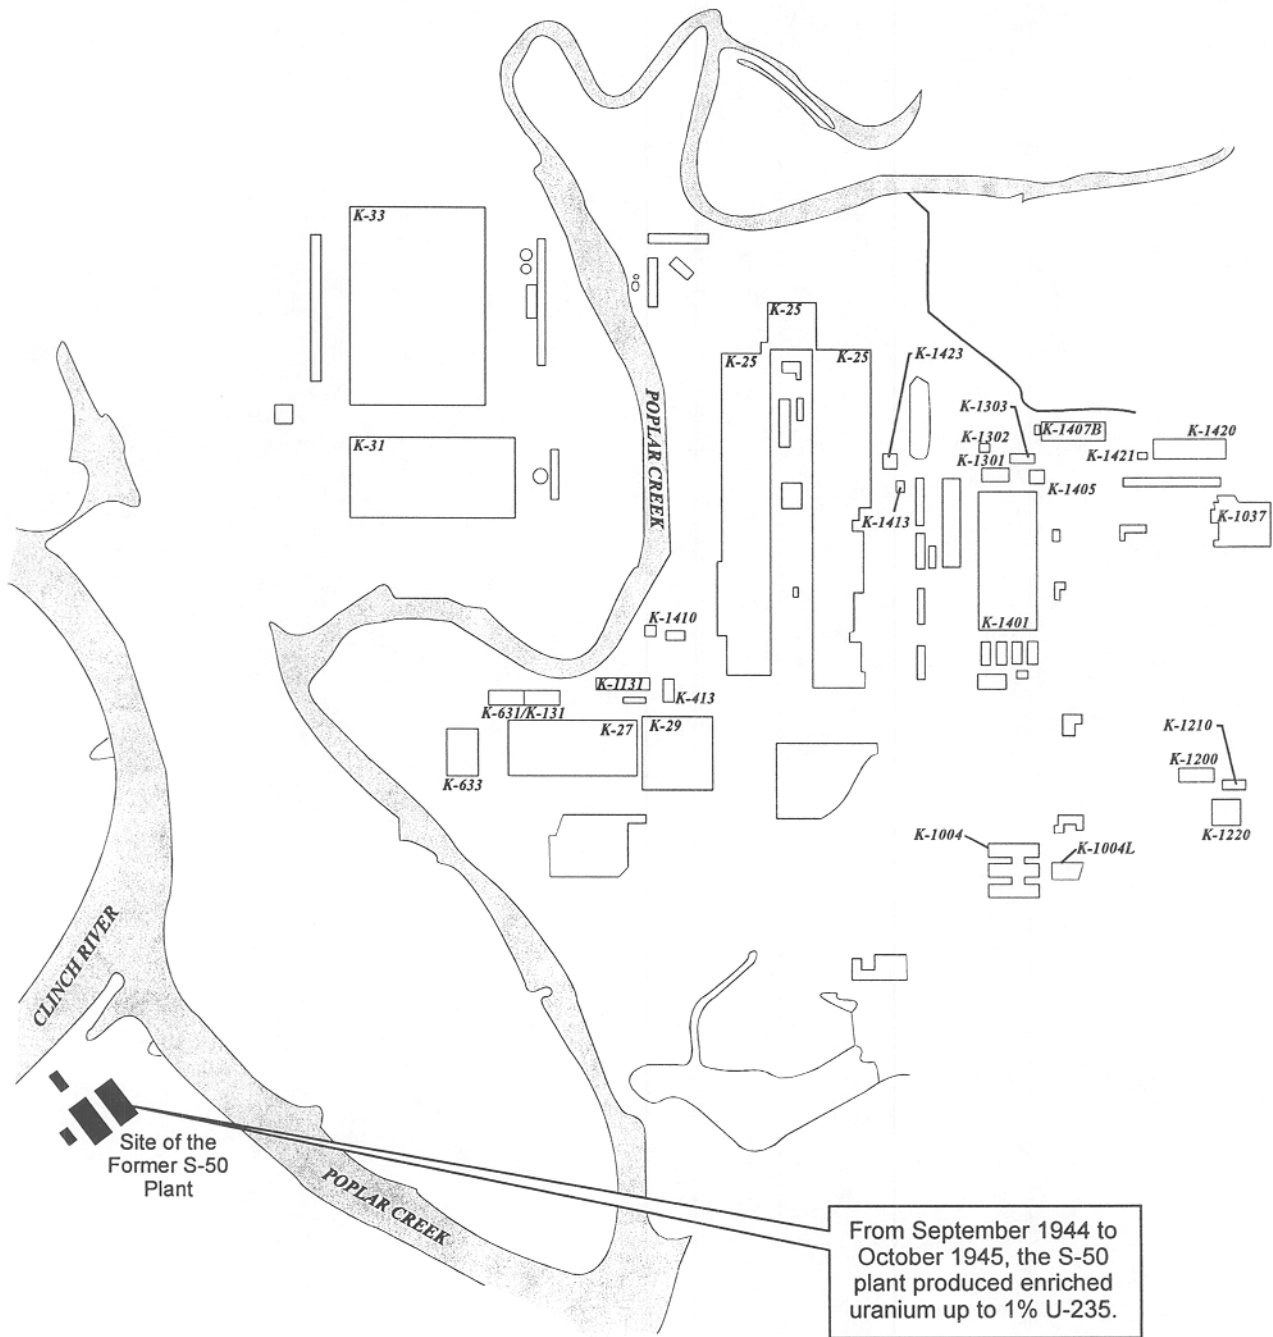 K-33
K-25
K-25
K-25
K-1423
K-1303
K-1302
K-1407B
K-1420
K-1301
K-1421
K-31
POPLAR CREEK
K-1405
K-1413
K-1037
K-1410
K-1401
K-1131
K-413
K-631/K-131
K-27
K-29
K-1210
K-1200
K-633
K-1004
K-1220
K-1004L
CLINCH RIVER
Site of the
Former S-50
Plant
POPLAR CREEK
From September 1944 to
October 1945, the S-50
plant produced enriched
uranium up to 1% U-235.